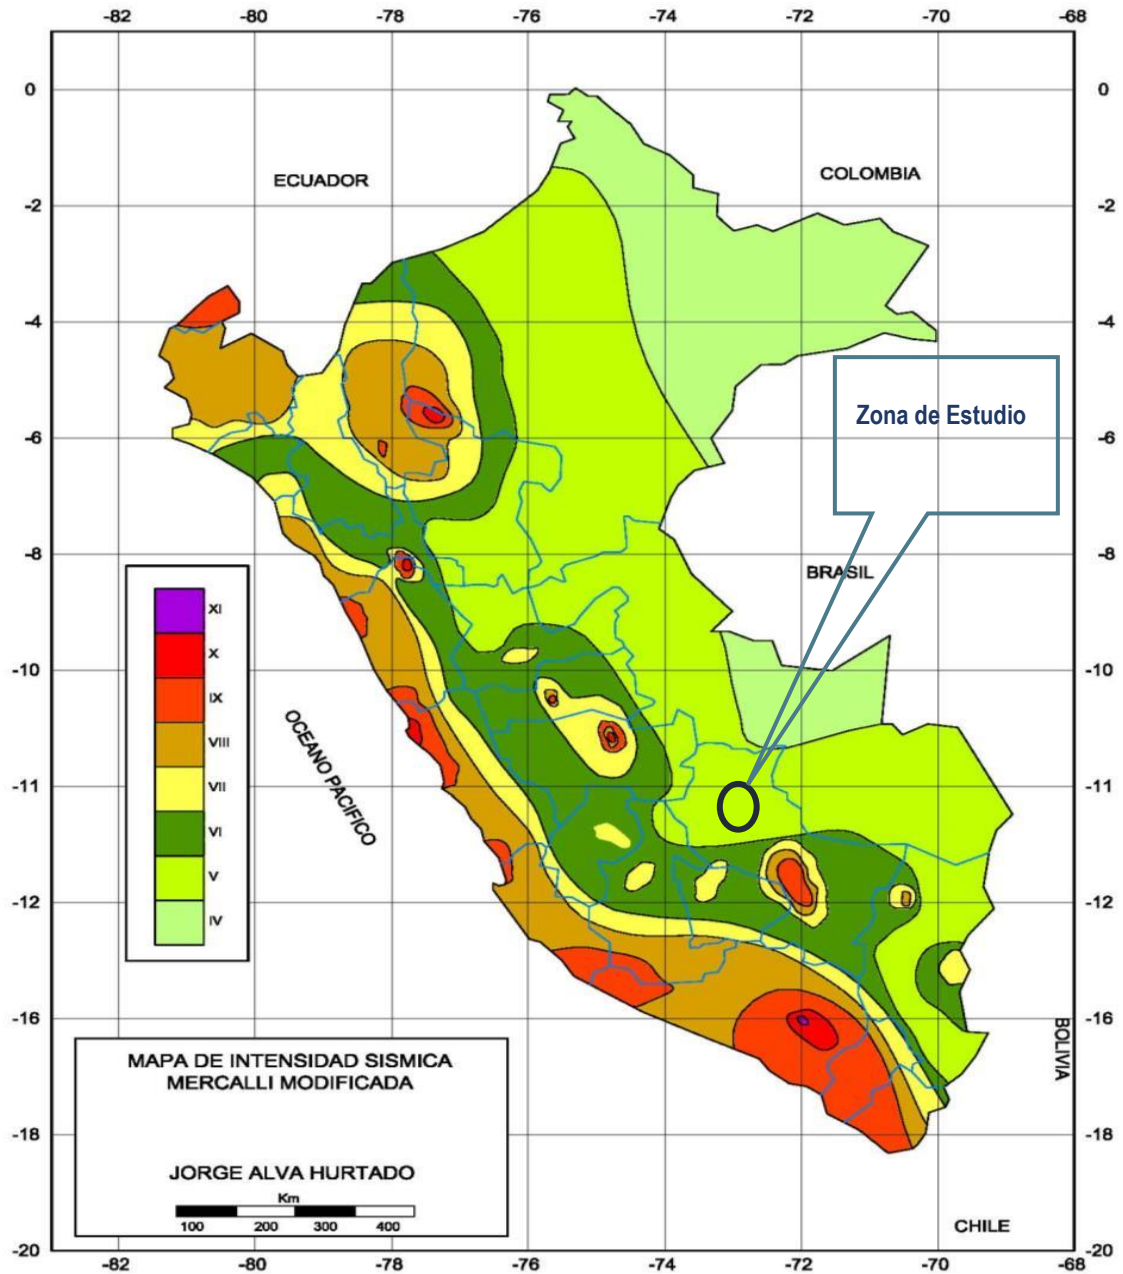 -82 -80 -78 -76 -74 -72 -70 -68
0 0
ECUADOR
COLOMBIA
-2 -2
-4 -4
Zona de Estudio
-6 -6
-8 -8
BRASIL
XI
X
IX
VIII
VII
VI
V
IV
-10 -10
OCEANO PACIFICO
-11 -11
-12 -12
-14 -14
-16 -16
BOLIVIA
MAPA DE INTENSIDAD SISMICA
MERCALLI MODIFICADA
-18 -18
JORGE ALVA HURTADO
Km
100 200 300 400
CHILE
-20 -20
-82 -80 -78 -76 -74 -72 -70 -68